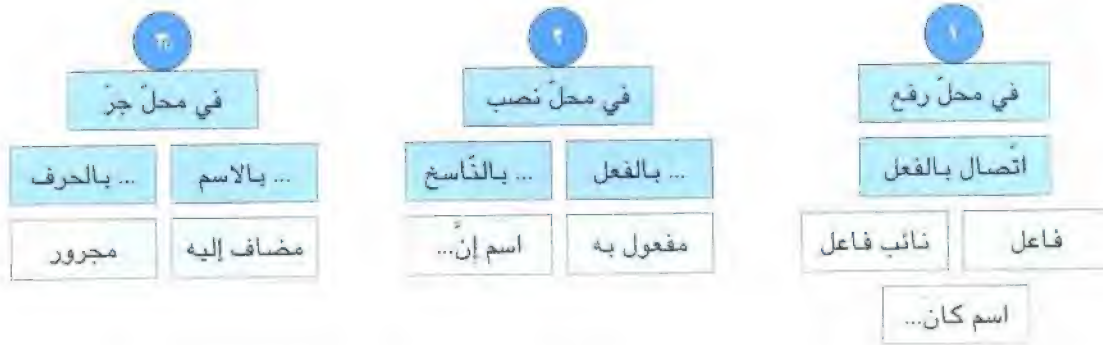 ١ ٢ ٣
في محلّ رفع في محلّ نصب في محلّ جرّ
اتّصال بالفعل ... بالفعل ... بالنّاسخ ... بالاسم ... بالحرف
فاعل نائب فاعل مفعول به اسم إنّ... مضاف إليه مجرور
اسم كان...